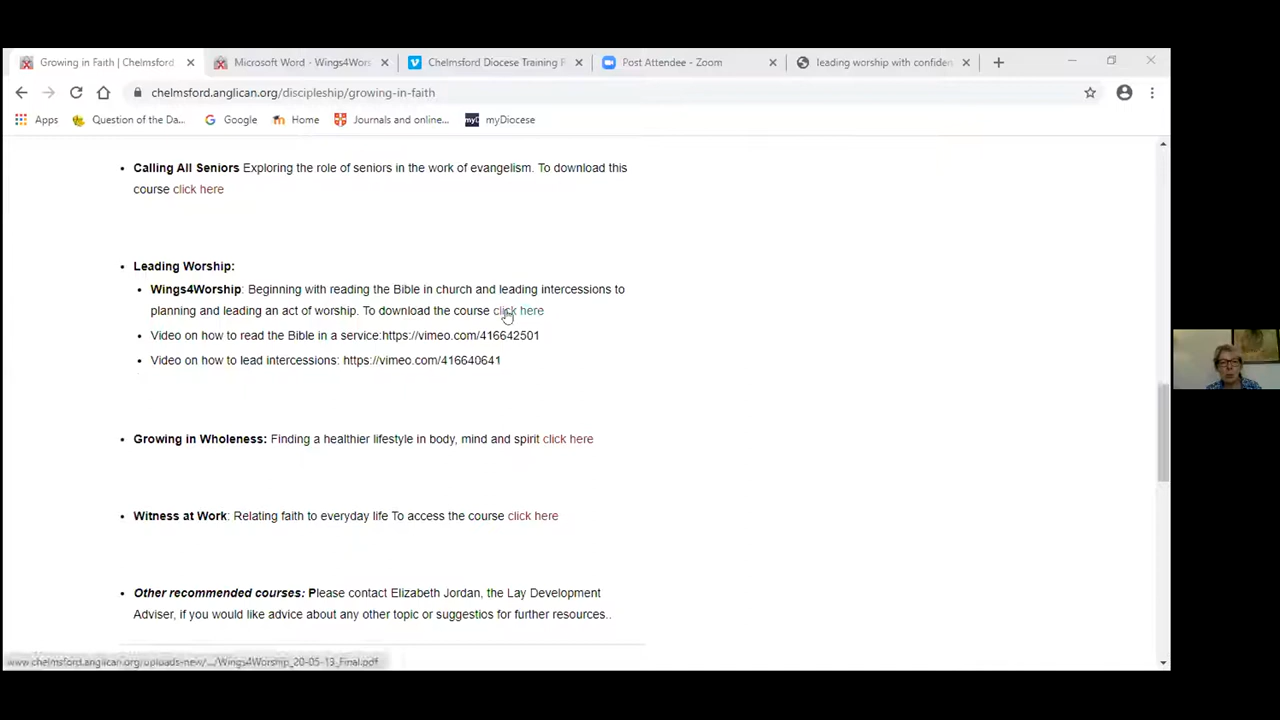 Growing in Faith | Chelmsford
Microsoft Word - Wings4Wors
Chelmsford Diocese Training F
Post Attendee - Zoom
leading worship with confiden
chelmsford.anglican.org/discipleship/growing-in-faith
Apps
Question of the Da...
Google
Home
Journals and online...
myD
myDiocese
• Calling All Seniors Exploring the role of seniors in the work of evangelism. To download this
course click here
• Leading Worship:
• Wings4Worship: Beginning with reading the Bible in church and leading intercessions to
planning and leading an act of worship. To download the course click here
• Video on how to read the Bible in a service:https://vimeo.com/416642501
• Video on how to lead intercessions: https://vimeo.com/416640641
• Growing in Wholeness: Finding a healthier lifestyle in body, mind and spirit click here
• Witness at Work: Relating faith to everyday life To access the course click here
• Other recommended courses: Please contact Elizabeth Jordan, the Lay Development
Adviser, if you would like advice about any other topic or suggestios for further resources..
www.chelmsford.anglican.org/uploads-new/.../Wings4Worship_20-05-13_Final.pdf